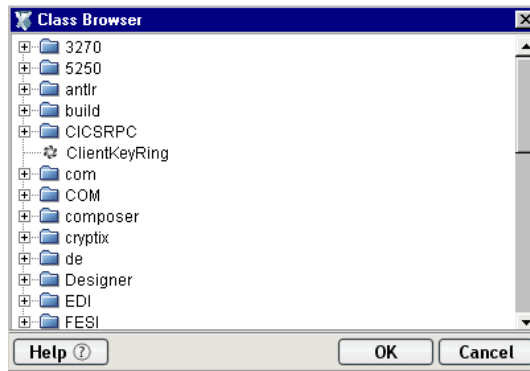 Class Browser
3270
5250
antlr
build
CICSRPC
ClientKeyRing
com
COM
composer
cryptix
de
Designer
EDI
FESI
Help ?
OK
Cancel